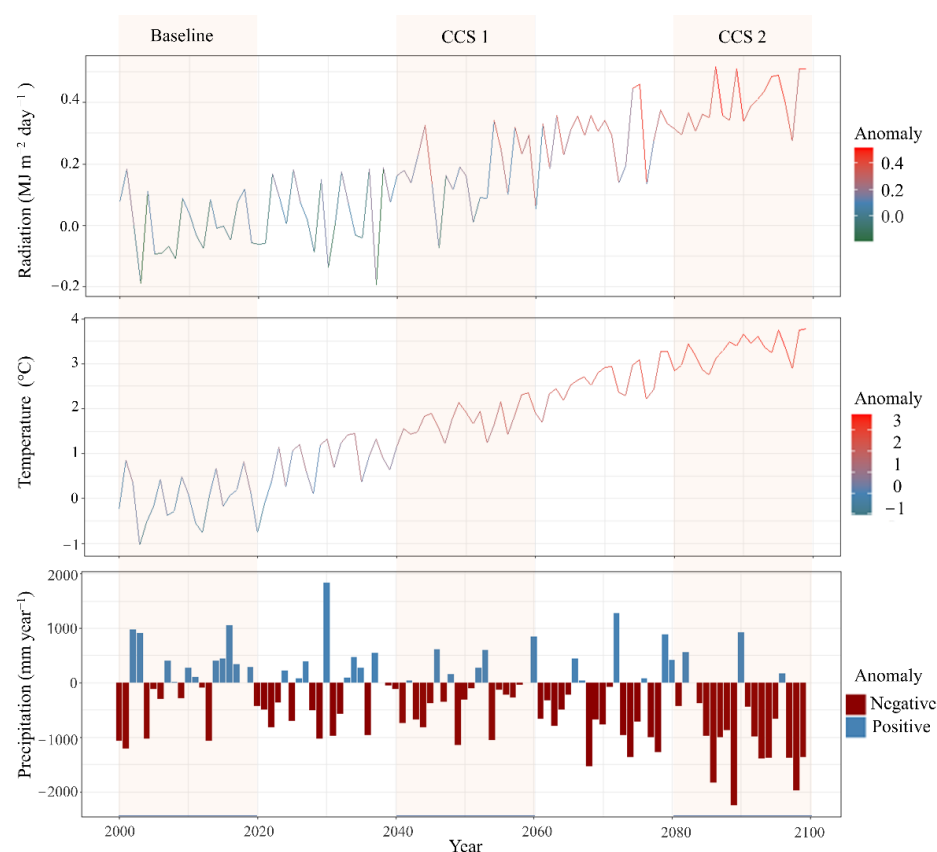 Baseline CCS 1 CCS 2
Radiation (MJ m 2 day -1 )
0.4
0.2
0.0
−0.2
Anomaly
0.4
0.2
0.0
Temperature (°C)
4
3
2
1
0
−1
Anomaly
3
2
1
0
−1
Prcipitation (mm year−1)
2000
1000
0
−1000
−2000
Anomaly
Negative
Positive
2000 2020 2040 2060 2080 2100
Year